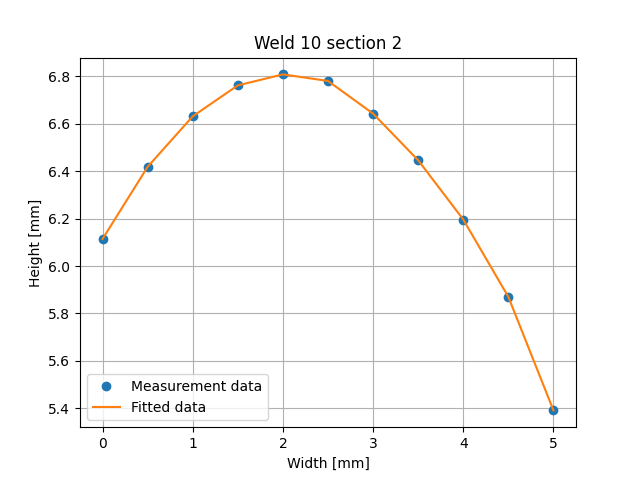 Weld 10 section 2
6.8
6.6
6.4
6.2
6.0
5.8
5.6
5.4
Height [mm]
Measurement data
Fitted data
0 1 2 3 4 5
Width [mm]